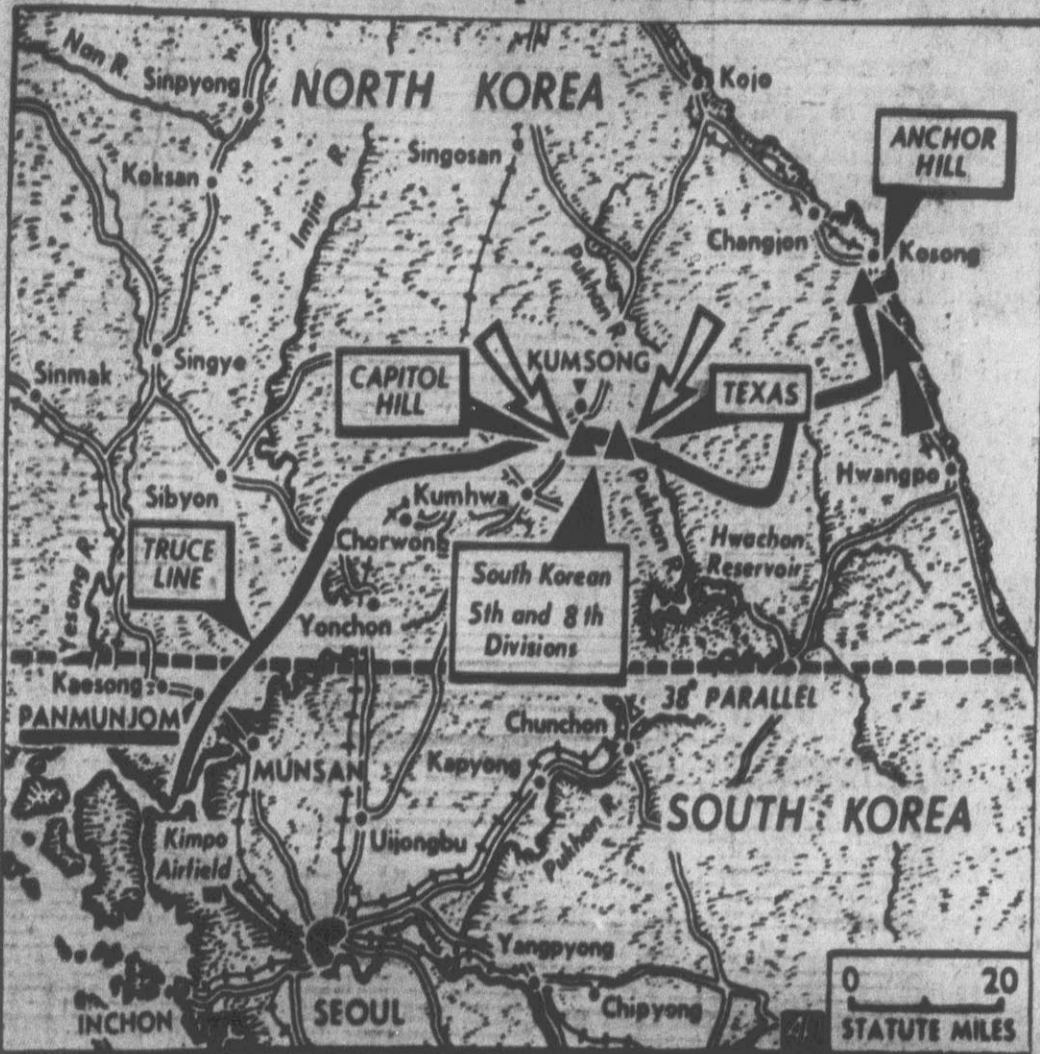 Nan R.
Sinpyong
NORTH KOREA
Kojo
Koksan
Imjin R.
Singosan
ANCHOR
HILL
Changjon
Kosong
Pukhan R.
Singye
Sinmak
CAPITOL
HILL
KUMSONG
TEXAS
Sibyon
Kumhwa
Hwangpo
Pukhan R.
TRUCE
LINE
Chorwong
Hwachon
Reservoir
South Korean
5th and 8th
Divisions
Yesong R.
Yonchon
Kaesong
PANMUNJOM
38° PARALLEL
Chunchon
MUNSAN
Kapyong
SOUTH KOREA
Kimpo
Airfield
Uijongbu
Pukhan R.
Yangpyong
INCHON
SEOUL
Chipyong
0 20
STATUTE MILES